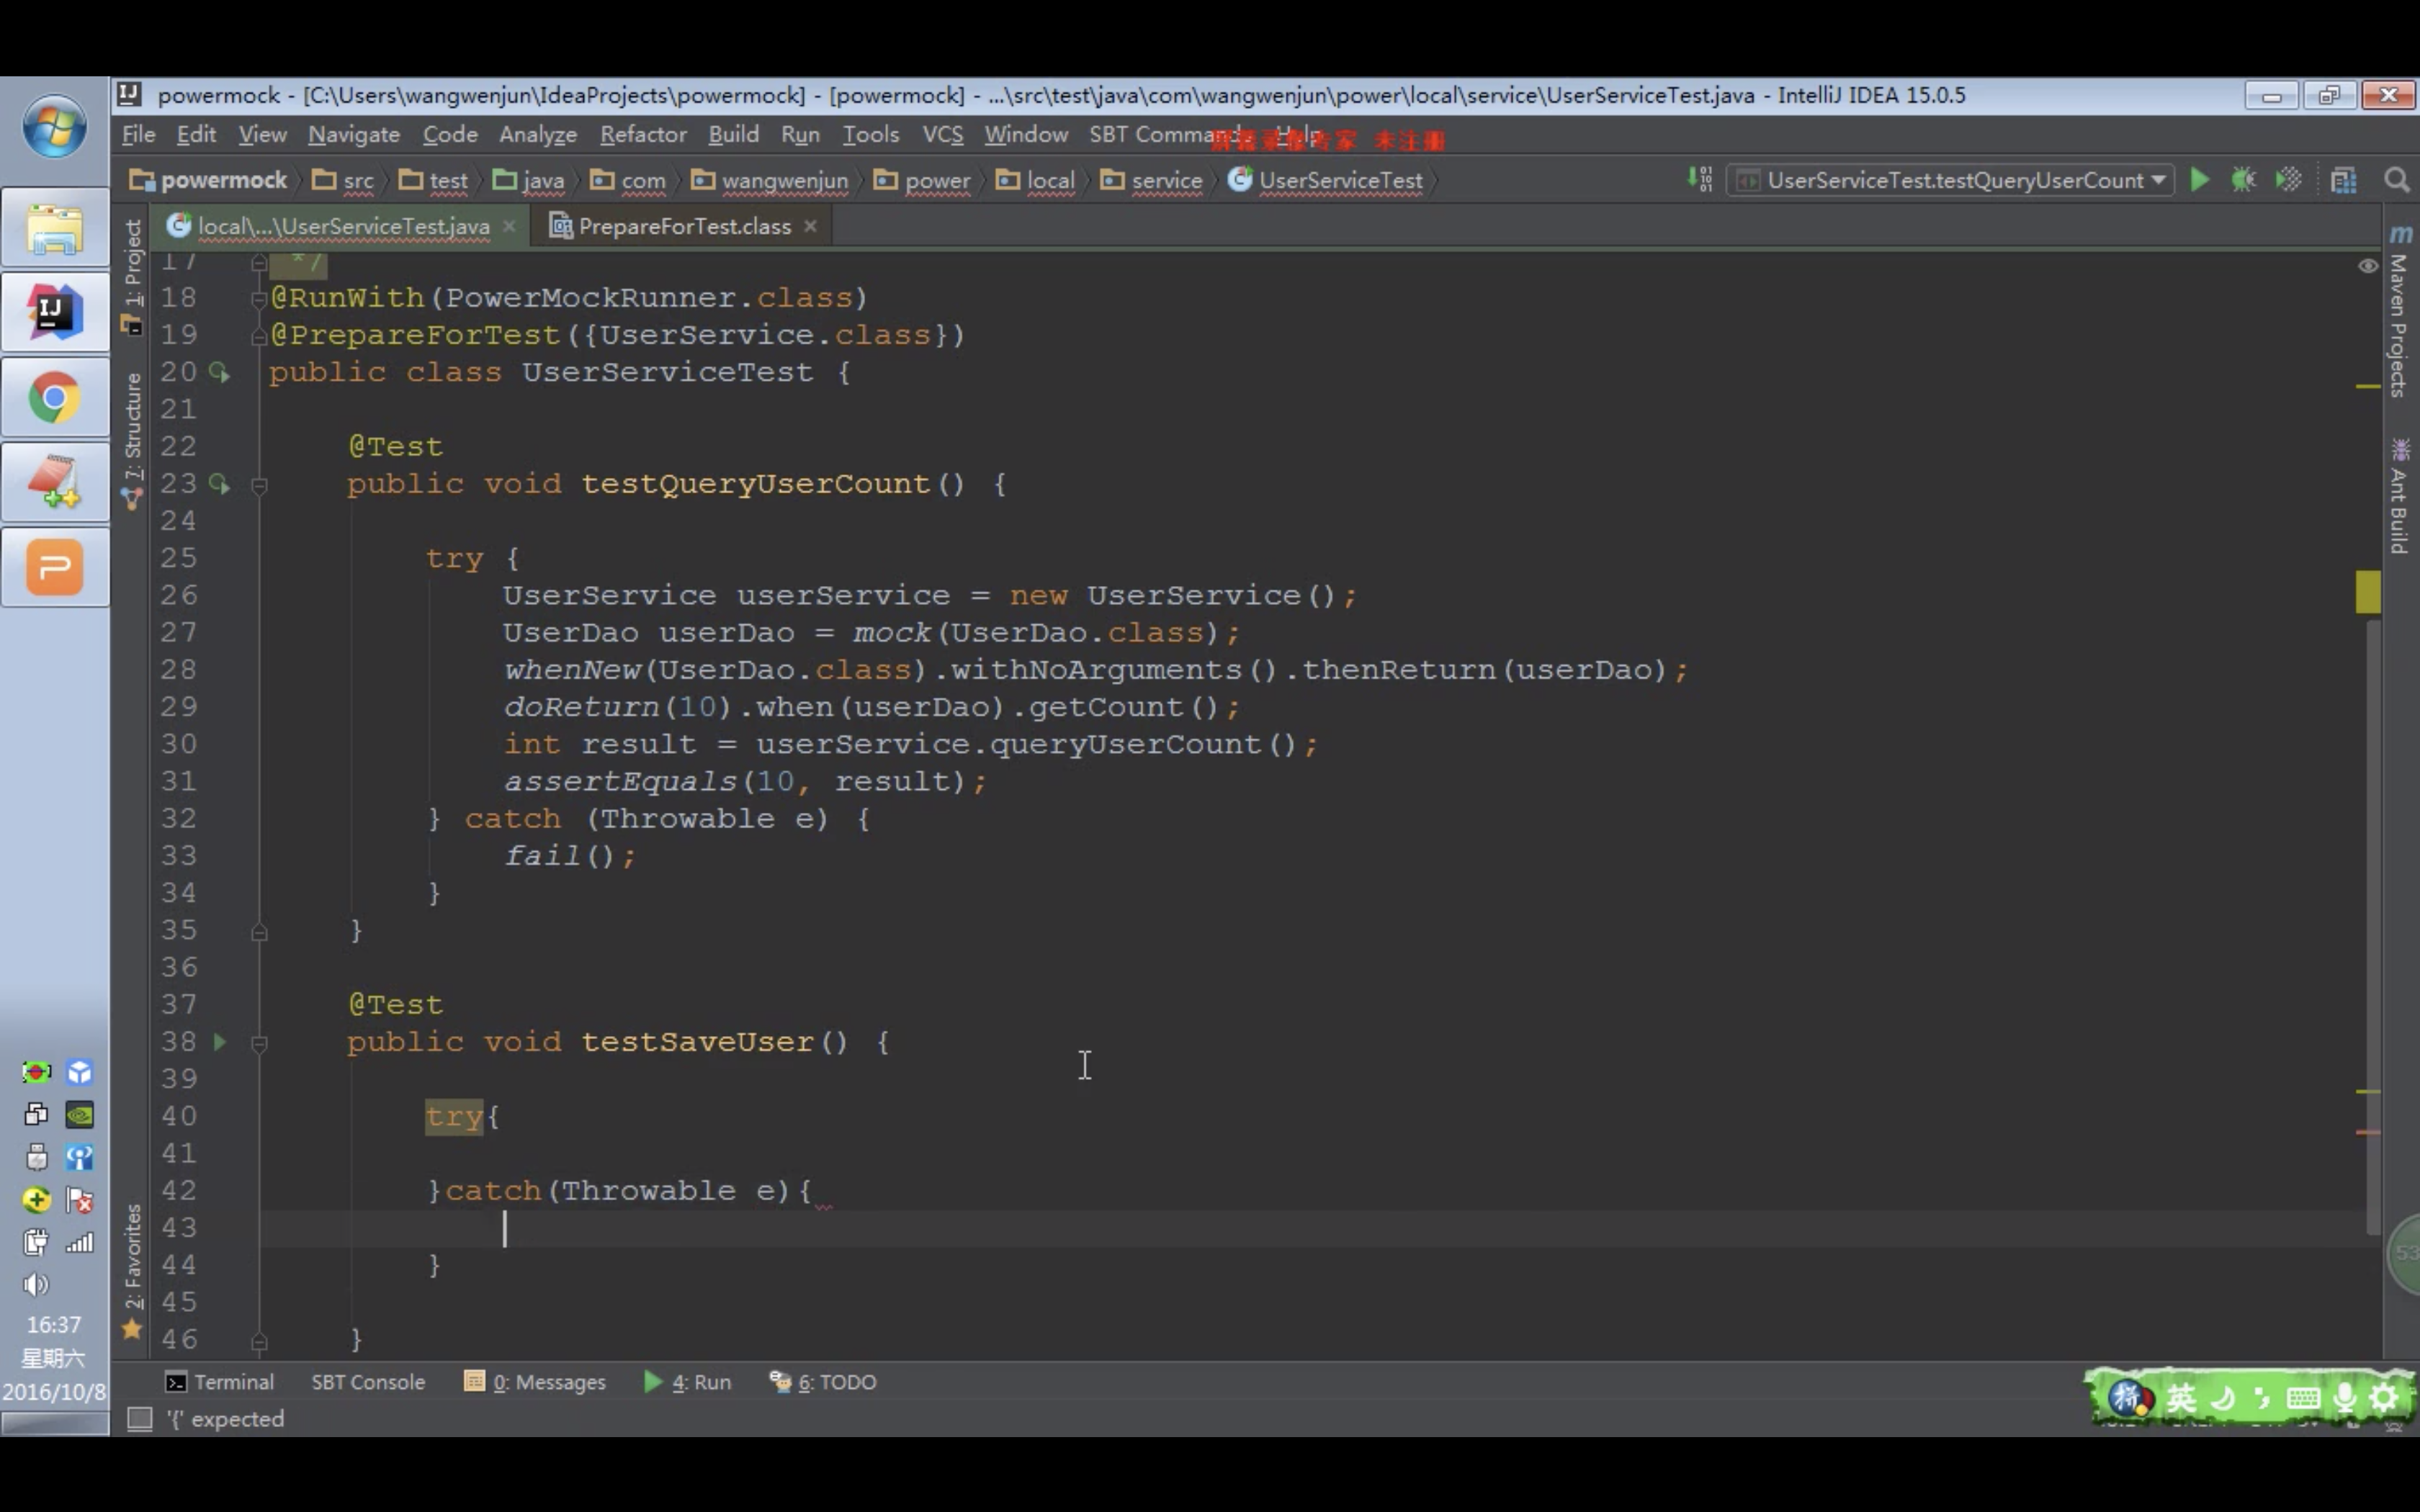 powermock - [C:\Users\wangwenjun\IdeaProjects\powermock] - [powermock] - ...\src\test\java\com\wangwenjun\power\local\service\UserServiceTest.java - IntelliJ IDEA 15.0.5
File Edit View Navigate Code Analyze Refactor Build Run Tools VCS Window SBT Commands Help
专家 未注册
powermock src test java com wangwenjun power local service UserServiceTest UserServiceTest.testQueryUserCount
local\...\UserServiceTest.java PrepareForTest.class
1: Project
7: Structure
2: Favorites
Maven Projects
Ant Build
17 */
18 @RunWith(PowerMockRunner.class)
19 @PrepareForTest({UserService.class})
20 public class UserServiceTest {
21
22 @Test
23 public void testQueryUserCount() {
24
25 try {
26 UserService userService = new UserService();
27 UserDao userDao = mock(UserDao.class);
28 whenNew(UserDao.class).withNoArguments().thenReturn(userDao);
29 doReturn(10).when(userDao).getCount();
30 int result = userService.queryUserCount();
31 assertEquals(10, result);
32 } catch (Throwable e) {
33 fail();
34 }
35 }
36
37 @Test
38 public void testSaveUser() {
39
40 try{
41
42 }catch(Throwable e){
43
44 }
45
46 }
53
16:37
星期六
2016/10/8
Terminal SBT Console 0: Messages 4: Run 6: TODO
'{' expected
拼 英